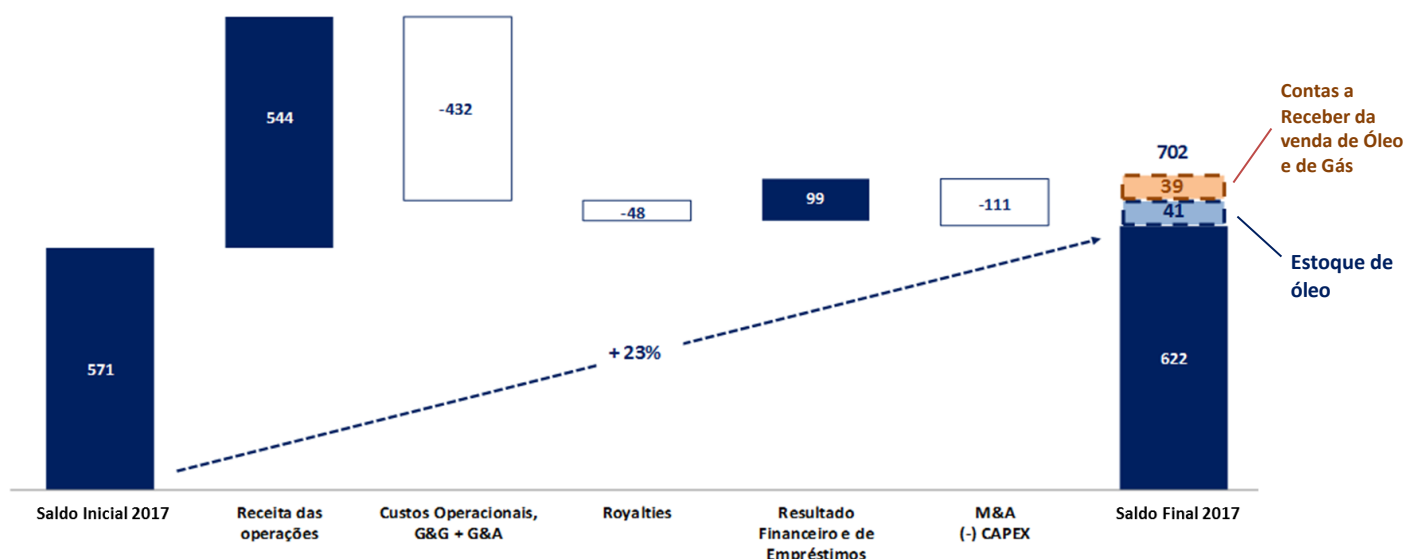 544
-432
Contas a
Receber da
venda de Óleo
e de Gás
702
39
41
99
-111
-48
Estoque de
óleo
+ 23%
571
622
Saldo Inicial 2017
Receita das
operações
Custos Operacionais,
G&G + G&A
Royalties
Resultado
Financeiro e de
Empréstimos
M&A
(-) CAPEX
Saldo Final 2017